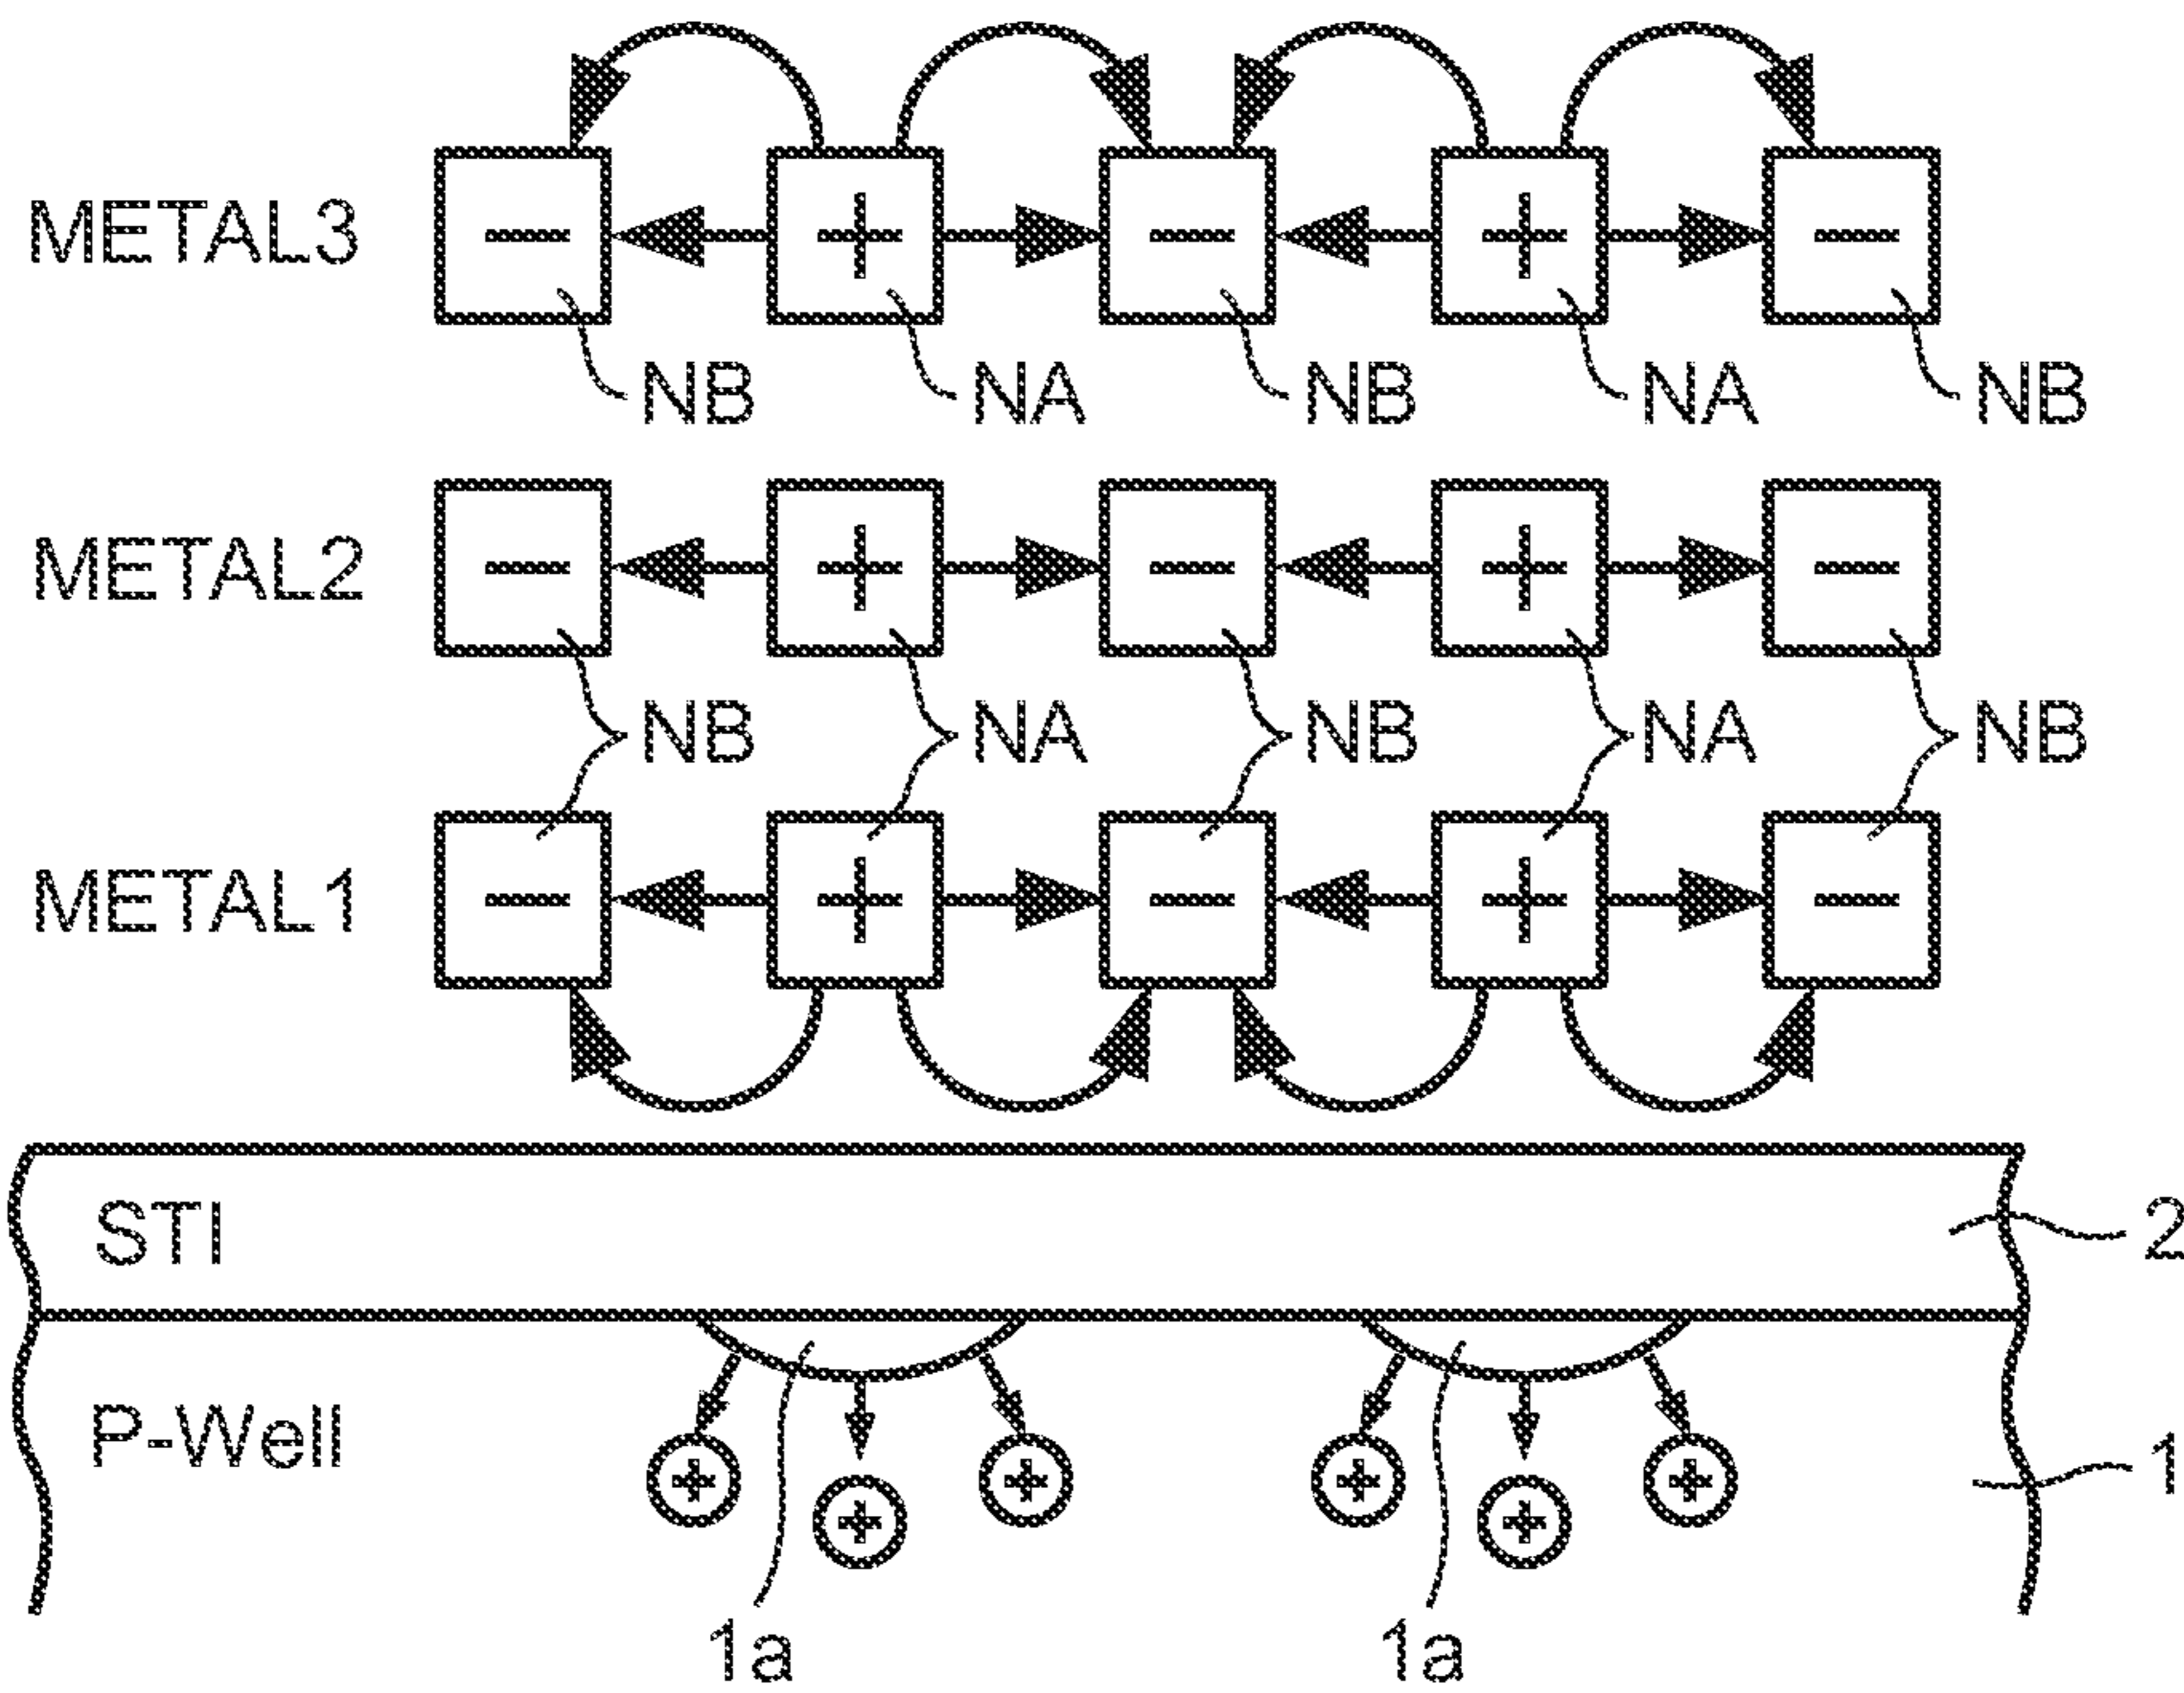 METAL3
− + − + −
NB NA NB NA NB
METAL2
− + − + −
NB NA NB NA NB
METAL1
− + − + −
STI
2
P-Well
1
+ + + + + +
1a 1a